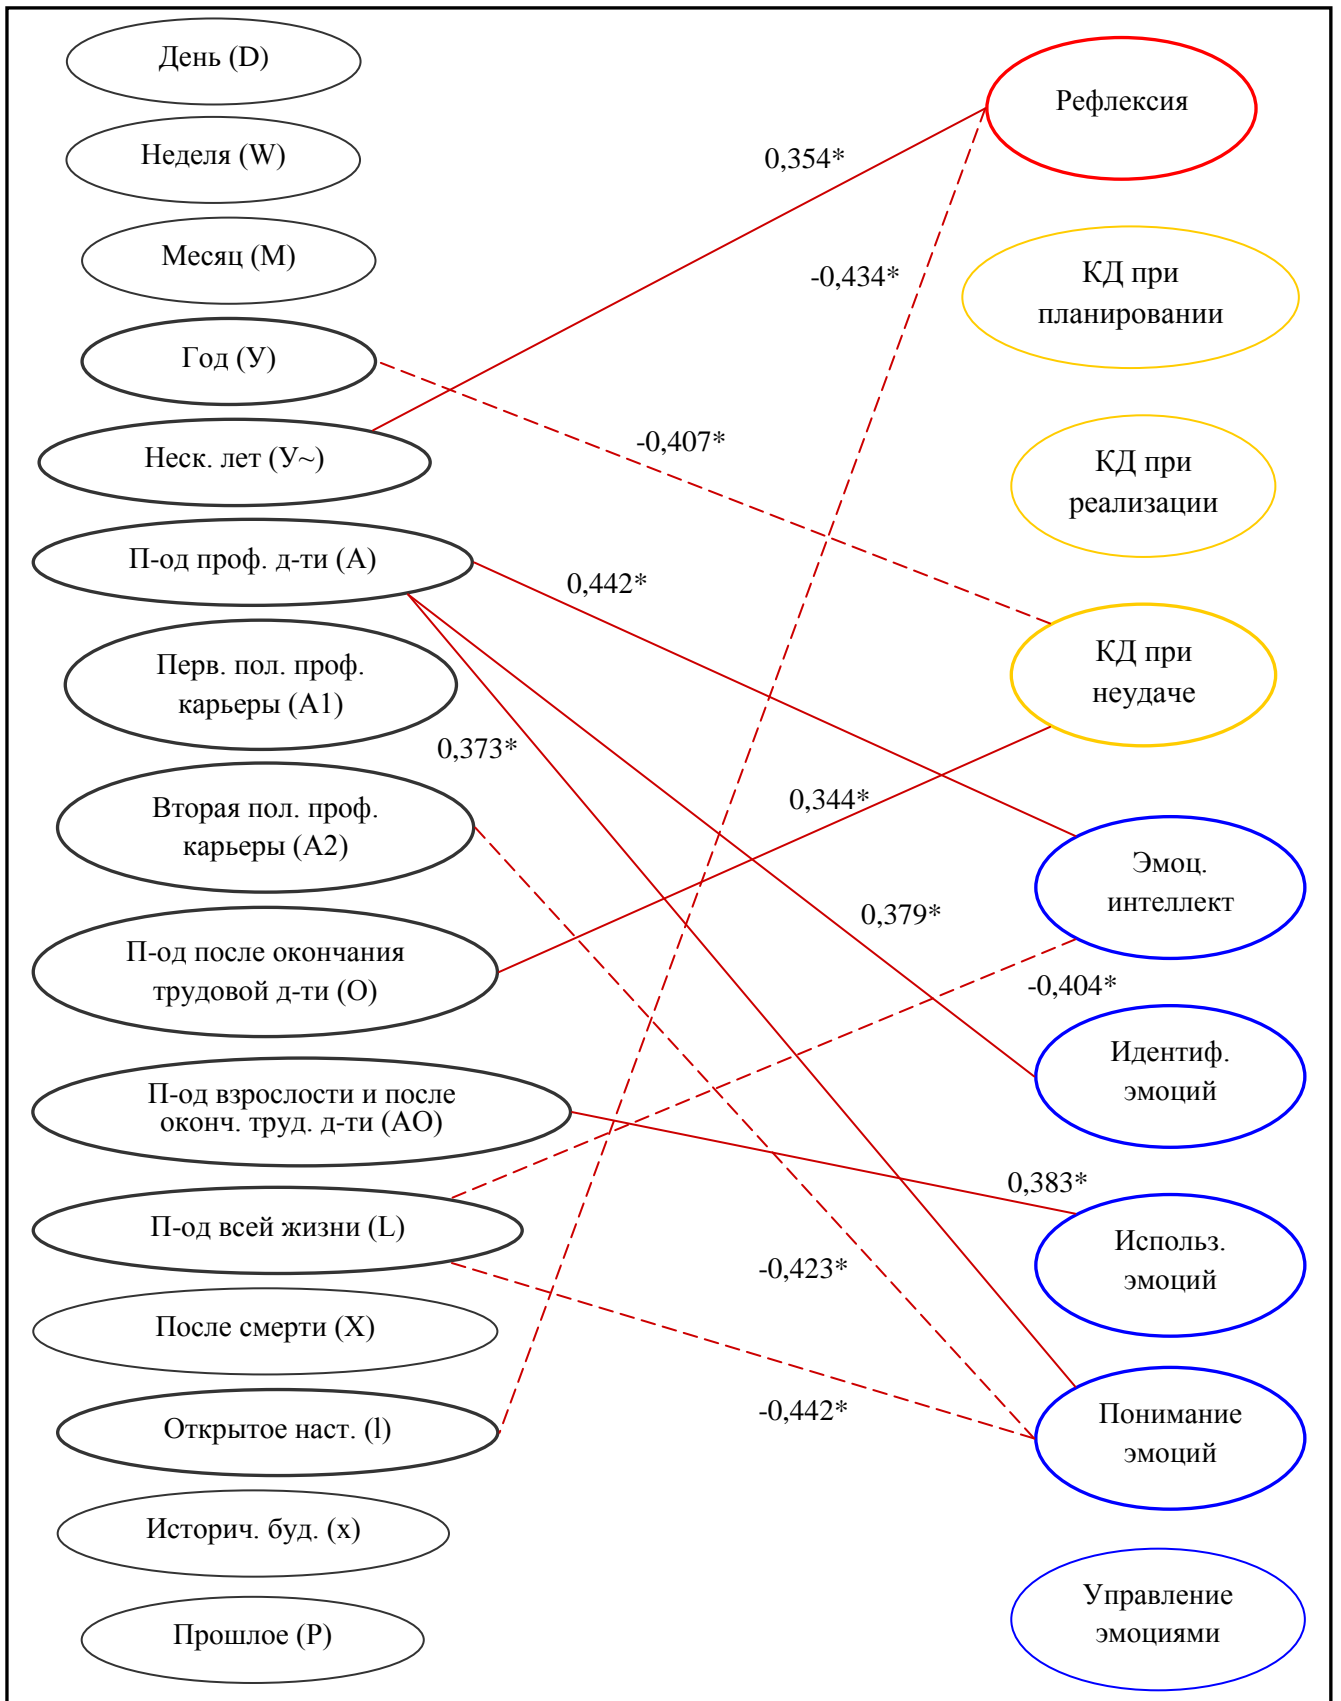 День (D)
Неделя (W)
Месяц (М)
Год (У)
Неск. лет (У~)
П-од проф. д-ти (А)
Перв. пол. проф.
карьеры (А1)
Вторая пол. проф.
карьеры (А2)
П-од после окончания
трудовой д-ти (О)
П-од взрослости и после
оконч. труд. д-ти (АО)
П-од всей жизни (L)
После смерти (Х)
Открытое наст. (l)
Историч. буд. (х)
Прошлое (Р)
0,354*
-0,434*
-0,407*
0,442*
0,373*
0,344*
0,379*
-0,404*
0,383*
-0,423*
-0,442*
Рефлексия
КД при
планировании
КД при
реализации
КД при
неудаче
Эмоц.
интеллект
Идентиф.
эмоций
Использ.
эмоций
Понимание
эмоций
Управление
эмоциями